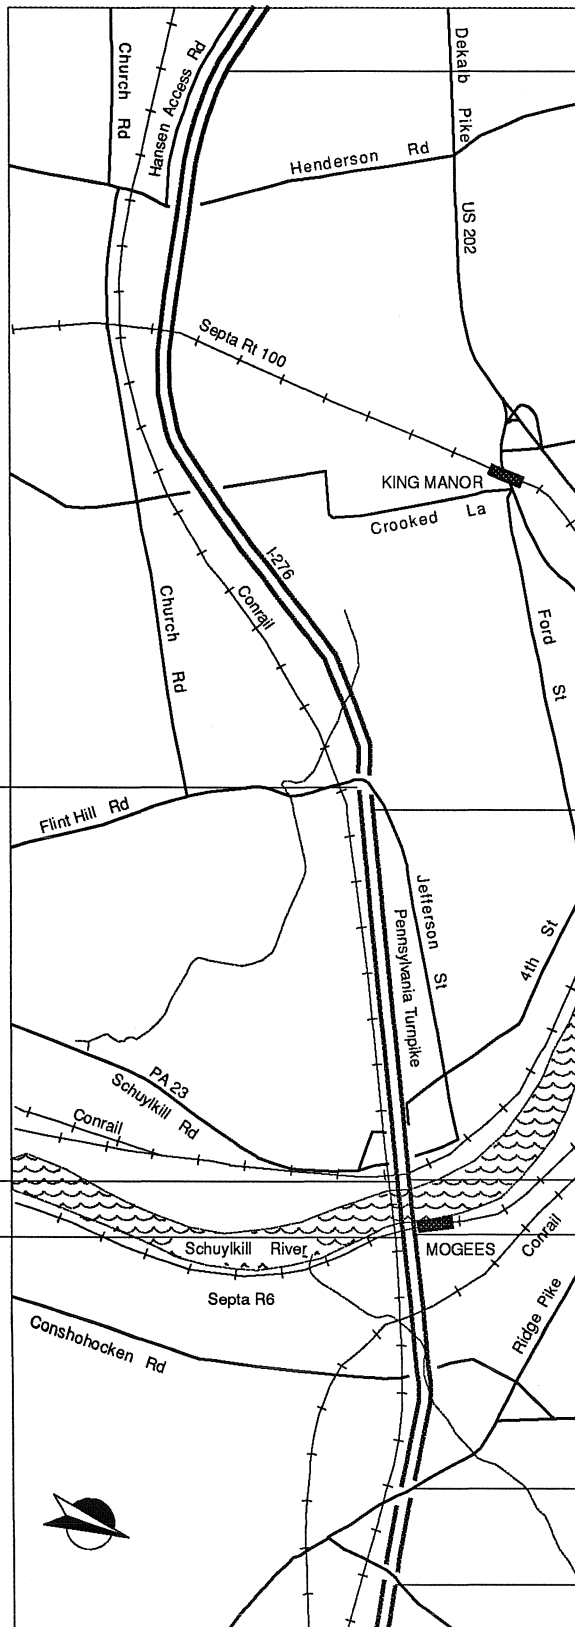 Church Rd
Hansen Access Rd
Dekalb Pike
Henderson Rd
US 202
Septa Rt 100
KING MANOR
Crooked La
I-276
Conrail
Church Rd
Ford St
Flint Hill Rd
Jefferson St
Pennsylvania Turnpike
4th St
PA 23
Schuylkill Rd
Conrail
Schuylkill River
MOGEES
Conrail
Septa R6
Ridge Pike
Conshohocken Rd